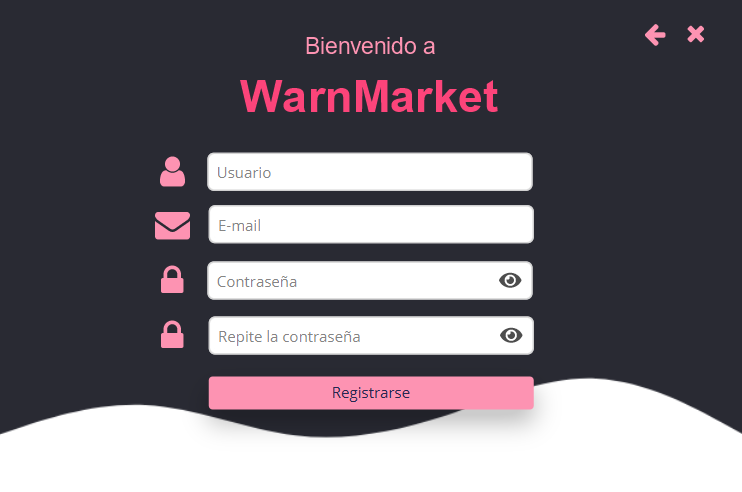 Bienvenido a
WarnMarket
Usuario
E-mail
Contraseña
Repite la contraseña
Registrarse